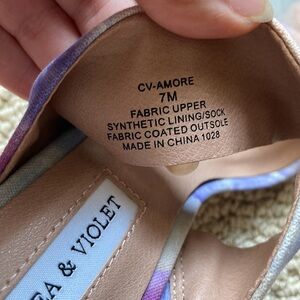 CV-AMORE
7M
FABRIC UPPER
SYNTHETIC LINING/SOCK
FABRIC COATED OUTSOLE
MADE IN CHINA 1028
EA & VIOLET